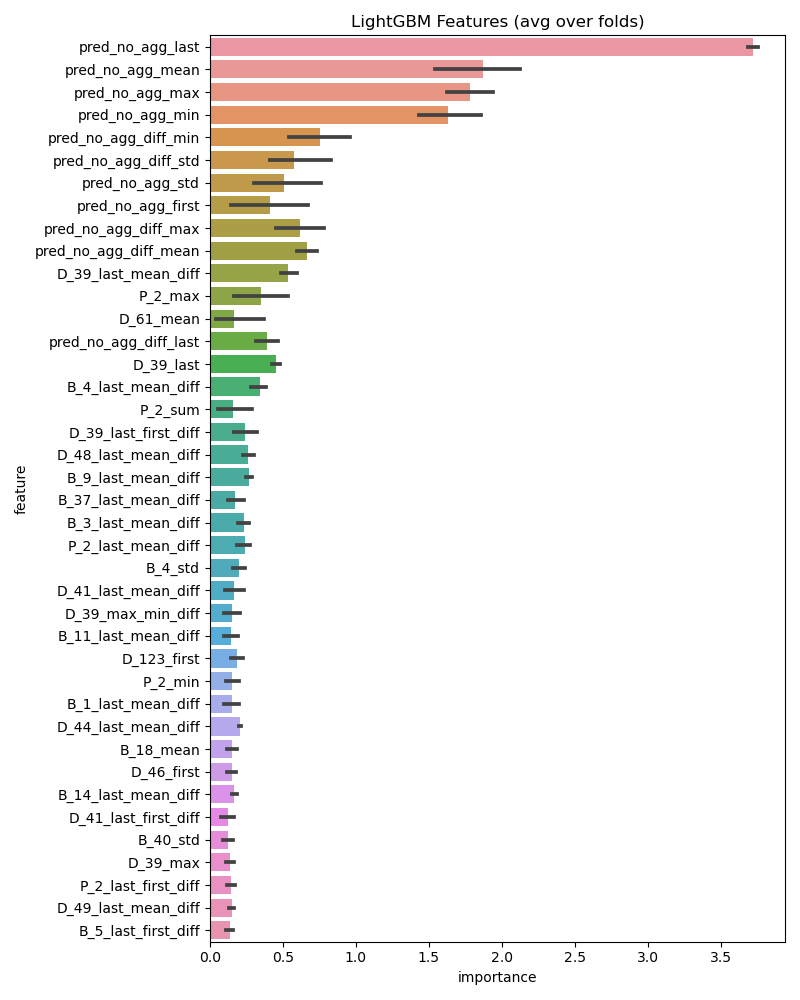 LightGBM Features (avg over folds)
pred_no_agg_last
pred_no_agg_mean
pred_no_agg_max
pred_no_agg_min
pred_no_agg_diff_min
pred_no_agg_diff_std
pred_no_agg_std
pred_no_agg_first
pred_no_agg_diff_max
pred_no_agg_diff_mean
D_39_last_mean_diff
P_2_max
D_61_mean
pred_no_agg_diff_last
D_39_last
B_4_last_mean_diff
P_2_sum
D_39_last_first_diff
D_48_last_mean_diff
B_9_last_mean_diff
B_37_last_mean_diff
B_3_last_mean_diff
P_2_last_mean_diff
B_4_std
D_41_last_mean_diff
D_39_max_min_diff
B_11_last_mean_diff
D_123_first
P_2_min
B_1_last_mean_diff
D_44_last_mean_diff
B_18_mean
D_46_first
B_14_last_mean_diff
D_41_last_first_diff
B_40_std
D_39_max
P_2_last_first_diff
D_49_last_mean_diff
B_5_last_first_diff
feature
0.0 0.5 1.0 1.5 2.0 2.5 3.0 3.5
importance